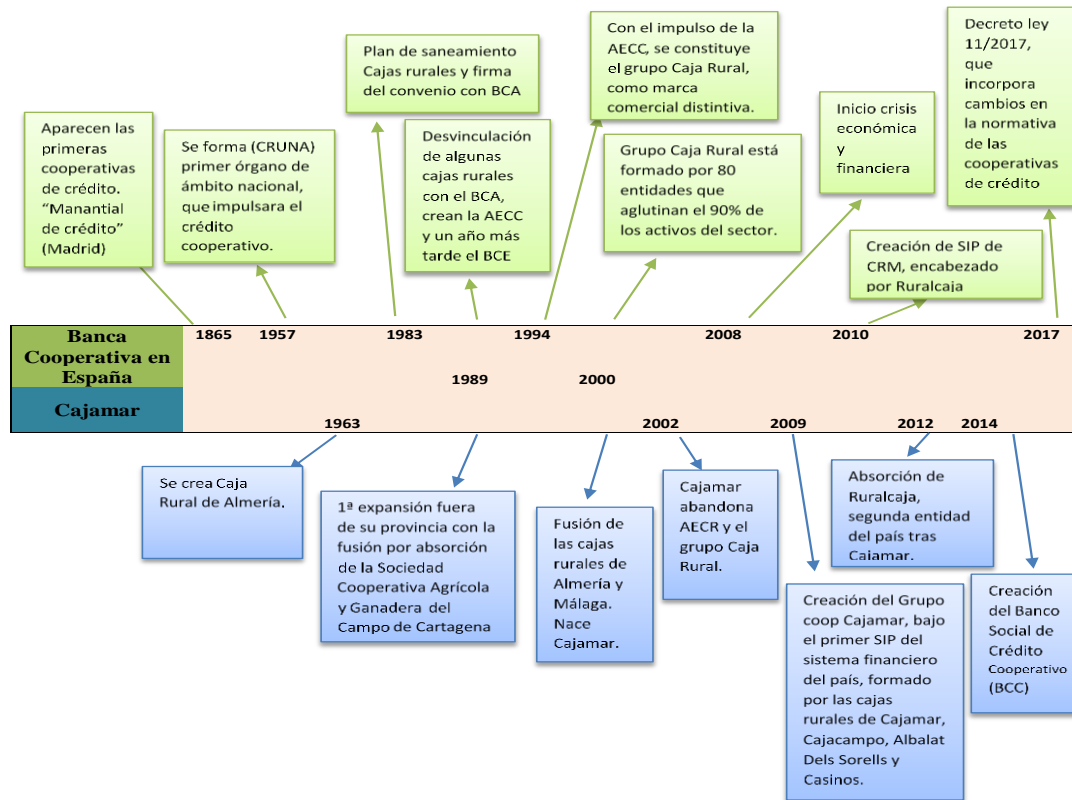 Aparecen las
primeras
cooperativas
de crédito.
“Manantial
de crédito”
(Madrid)
Se forma (CRUNA)
primer órgano de
ámbito nacional,
que impulsara el
crédito
cooperativo.
Plan de saneamiento
Cajas rurales y firma
del convenio con BCA
Desvinculación
de algunas
cajas rurales
con el BCA,
crean la AECC
y un año más
tarde el BCE
Con el impulso de la
AECC, se constituye
el grupo Caja Rural,
como marca
comercial distintiva.
Grupo Caja Rural está
formado por 80
entidades que
aglutinan el 90% de
los activos del sector.
Inicio crisis
económica
y
financiera
Creación de SIP de
CRM, encabezado
por Ruralcaja
Decreto ley
11/2017,
que
incorpora
cambios en
la normativa
de las
cooperativas
de crédito
Banca
Cooperativa en
España
1865 1957 1983 1994 2008 2010 2017
1989 2000
Cajamar
1963 2002 2009 2012 2014
Se crea Caja
Rural de Almería.
1ª expansión fuera
de su provincia con la
fusión por absorción
de la Sociedad
Cooperativa Agrícola
y Ganadera del
Campo de Cartagena
Fusión de
las cajas
rurales de
Almería y
Málaga.
Nace
Cajamar.
Cajamar
abandona
AECR y el
grupo Caja
Rural.
Creación del Grupo
coop Cajamar, bajo
el primer SIP del
sistema financiero
del país, formado
por las cajas
rurales de Cajamar,
Cajacampo, Albalat
Dels Sorells y
Casinos.
Absorción de
Ruralcaja,
segunda entidad
del país tras
Cajamar.
Creación
del Banco
Social de
Crédito
Cooperativo
(BCC)